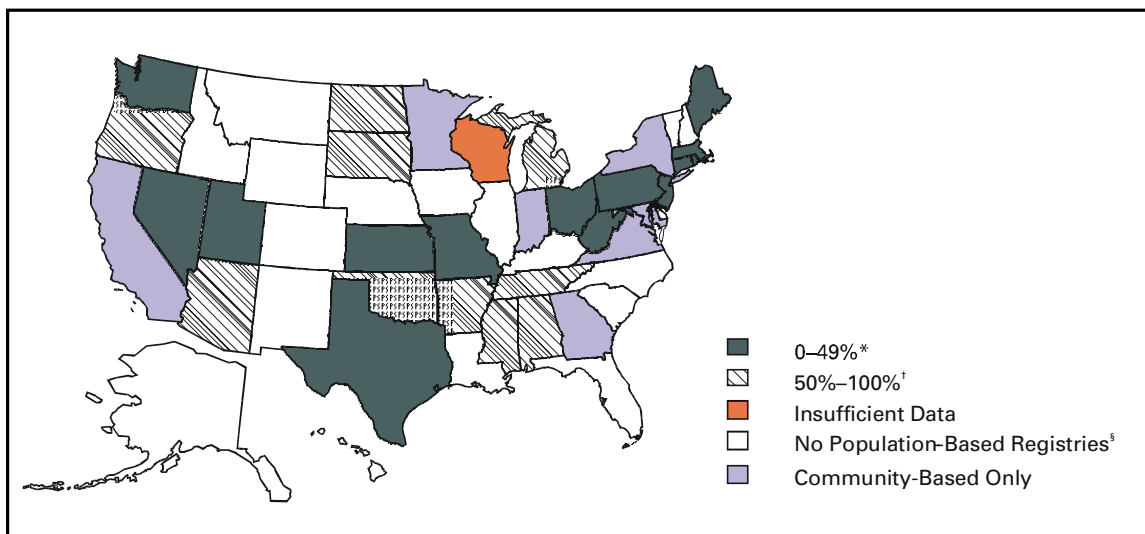 0–49%*
50%–100%†
Insufficient Data
No Population-Based Registries§
Community-Based Only